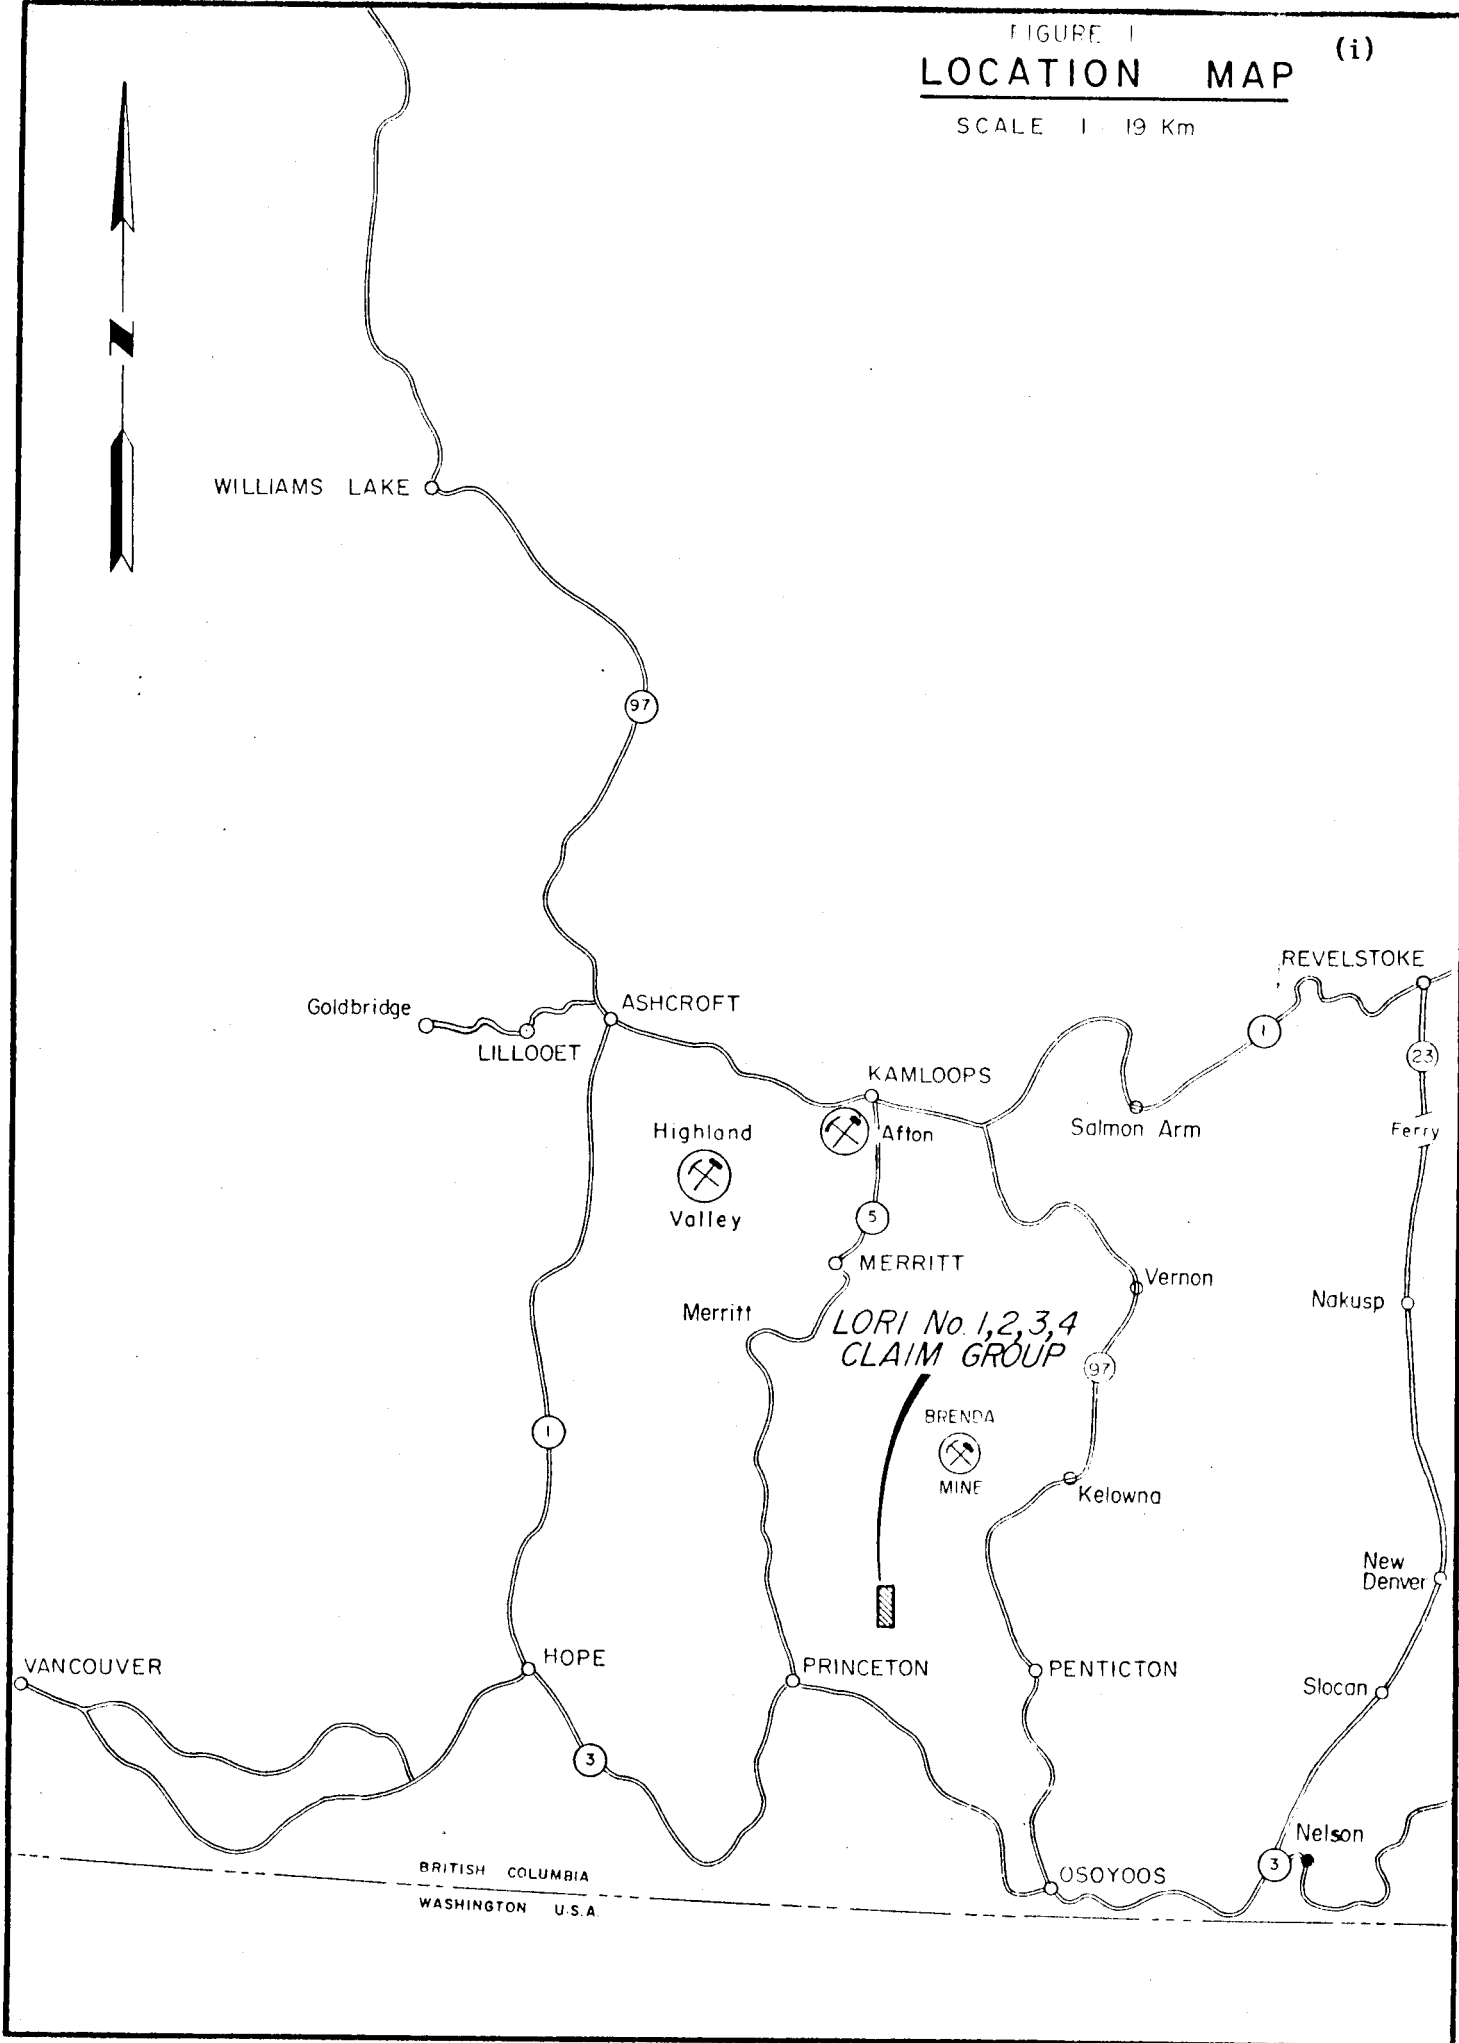 FIGURE 1
(i)
LOCATION MAP
SCALE 1 19 Km
N
WILLIAMS LAKE
97
REVELSTOKE
Goldbridge
ASHCROFT
LILLOOET
1
23
KAMLOOPS
Highland
Afton
Salmon Arm
Ferry
Valley
5
MERRITT
Vernon
Nakusp
Merritt
LORI No. 1,2,3,4
CLAIM GROUP
97
BRENDA
MINE
1
Kelowna
New
Denver
VANCOUVER
HOPE
PRINCETON
PENTICTON
Slocan
3
Nelson
3
OSOYOOS
BRITISH COLUMBIA
WASHINGTON U.S.A.